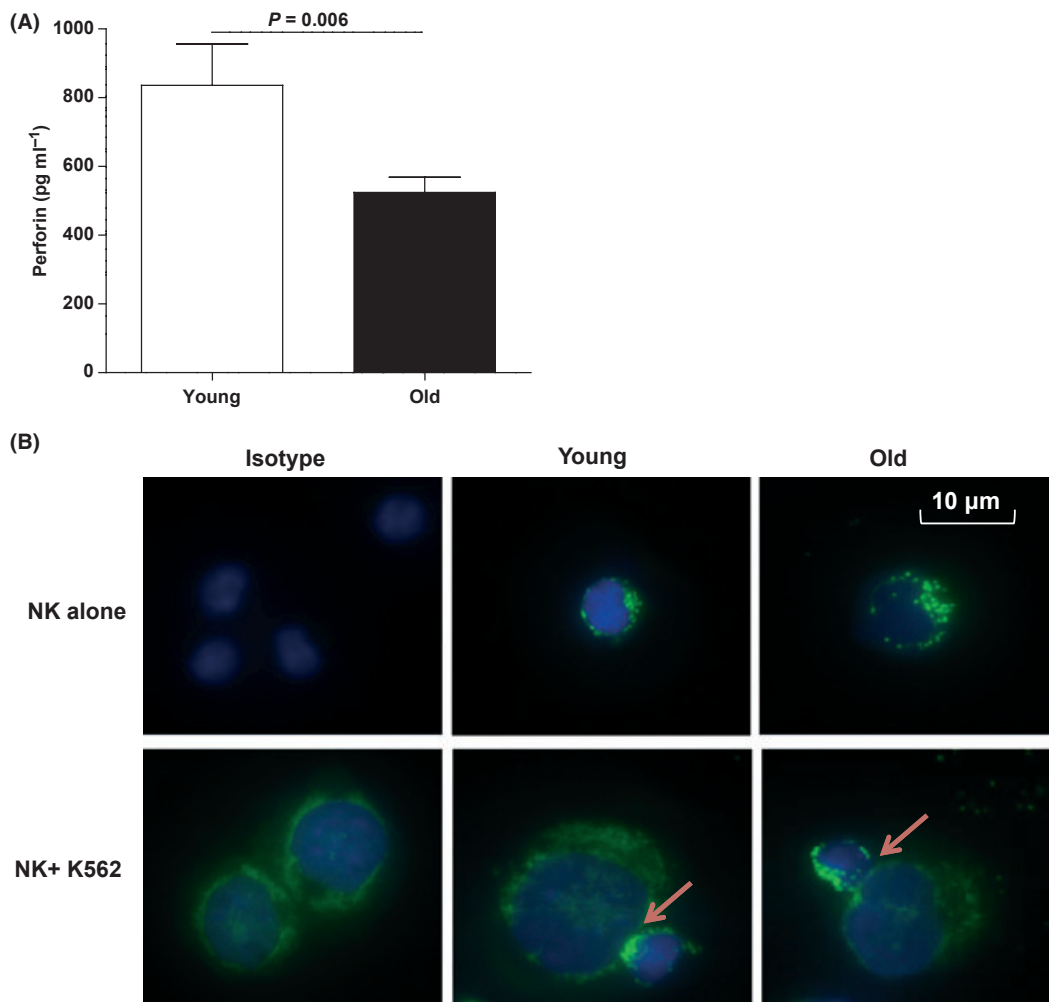 (A)
P = 0.006
1000
800
600
400
200
0
Perforin (pg ml⁻¹)
Young Old
(B)
Isotype Young Old
10 µm
NK alone
NK+ K562